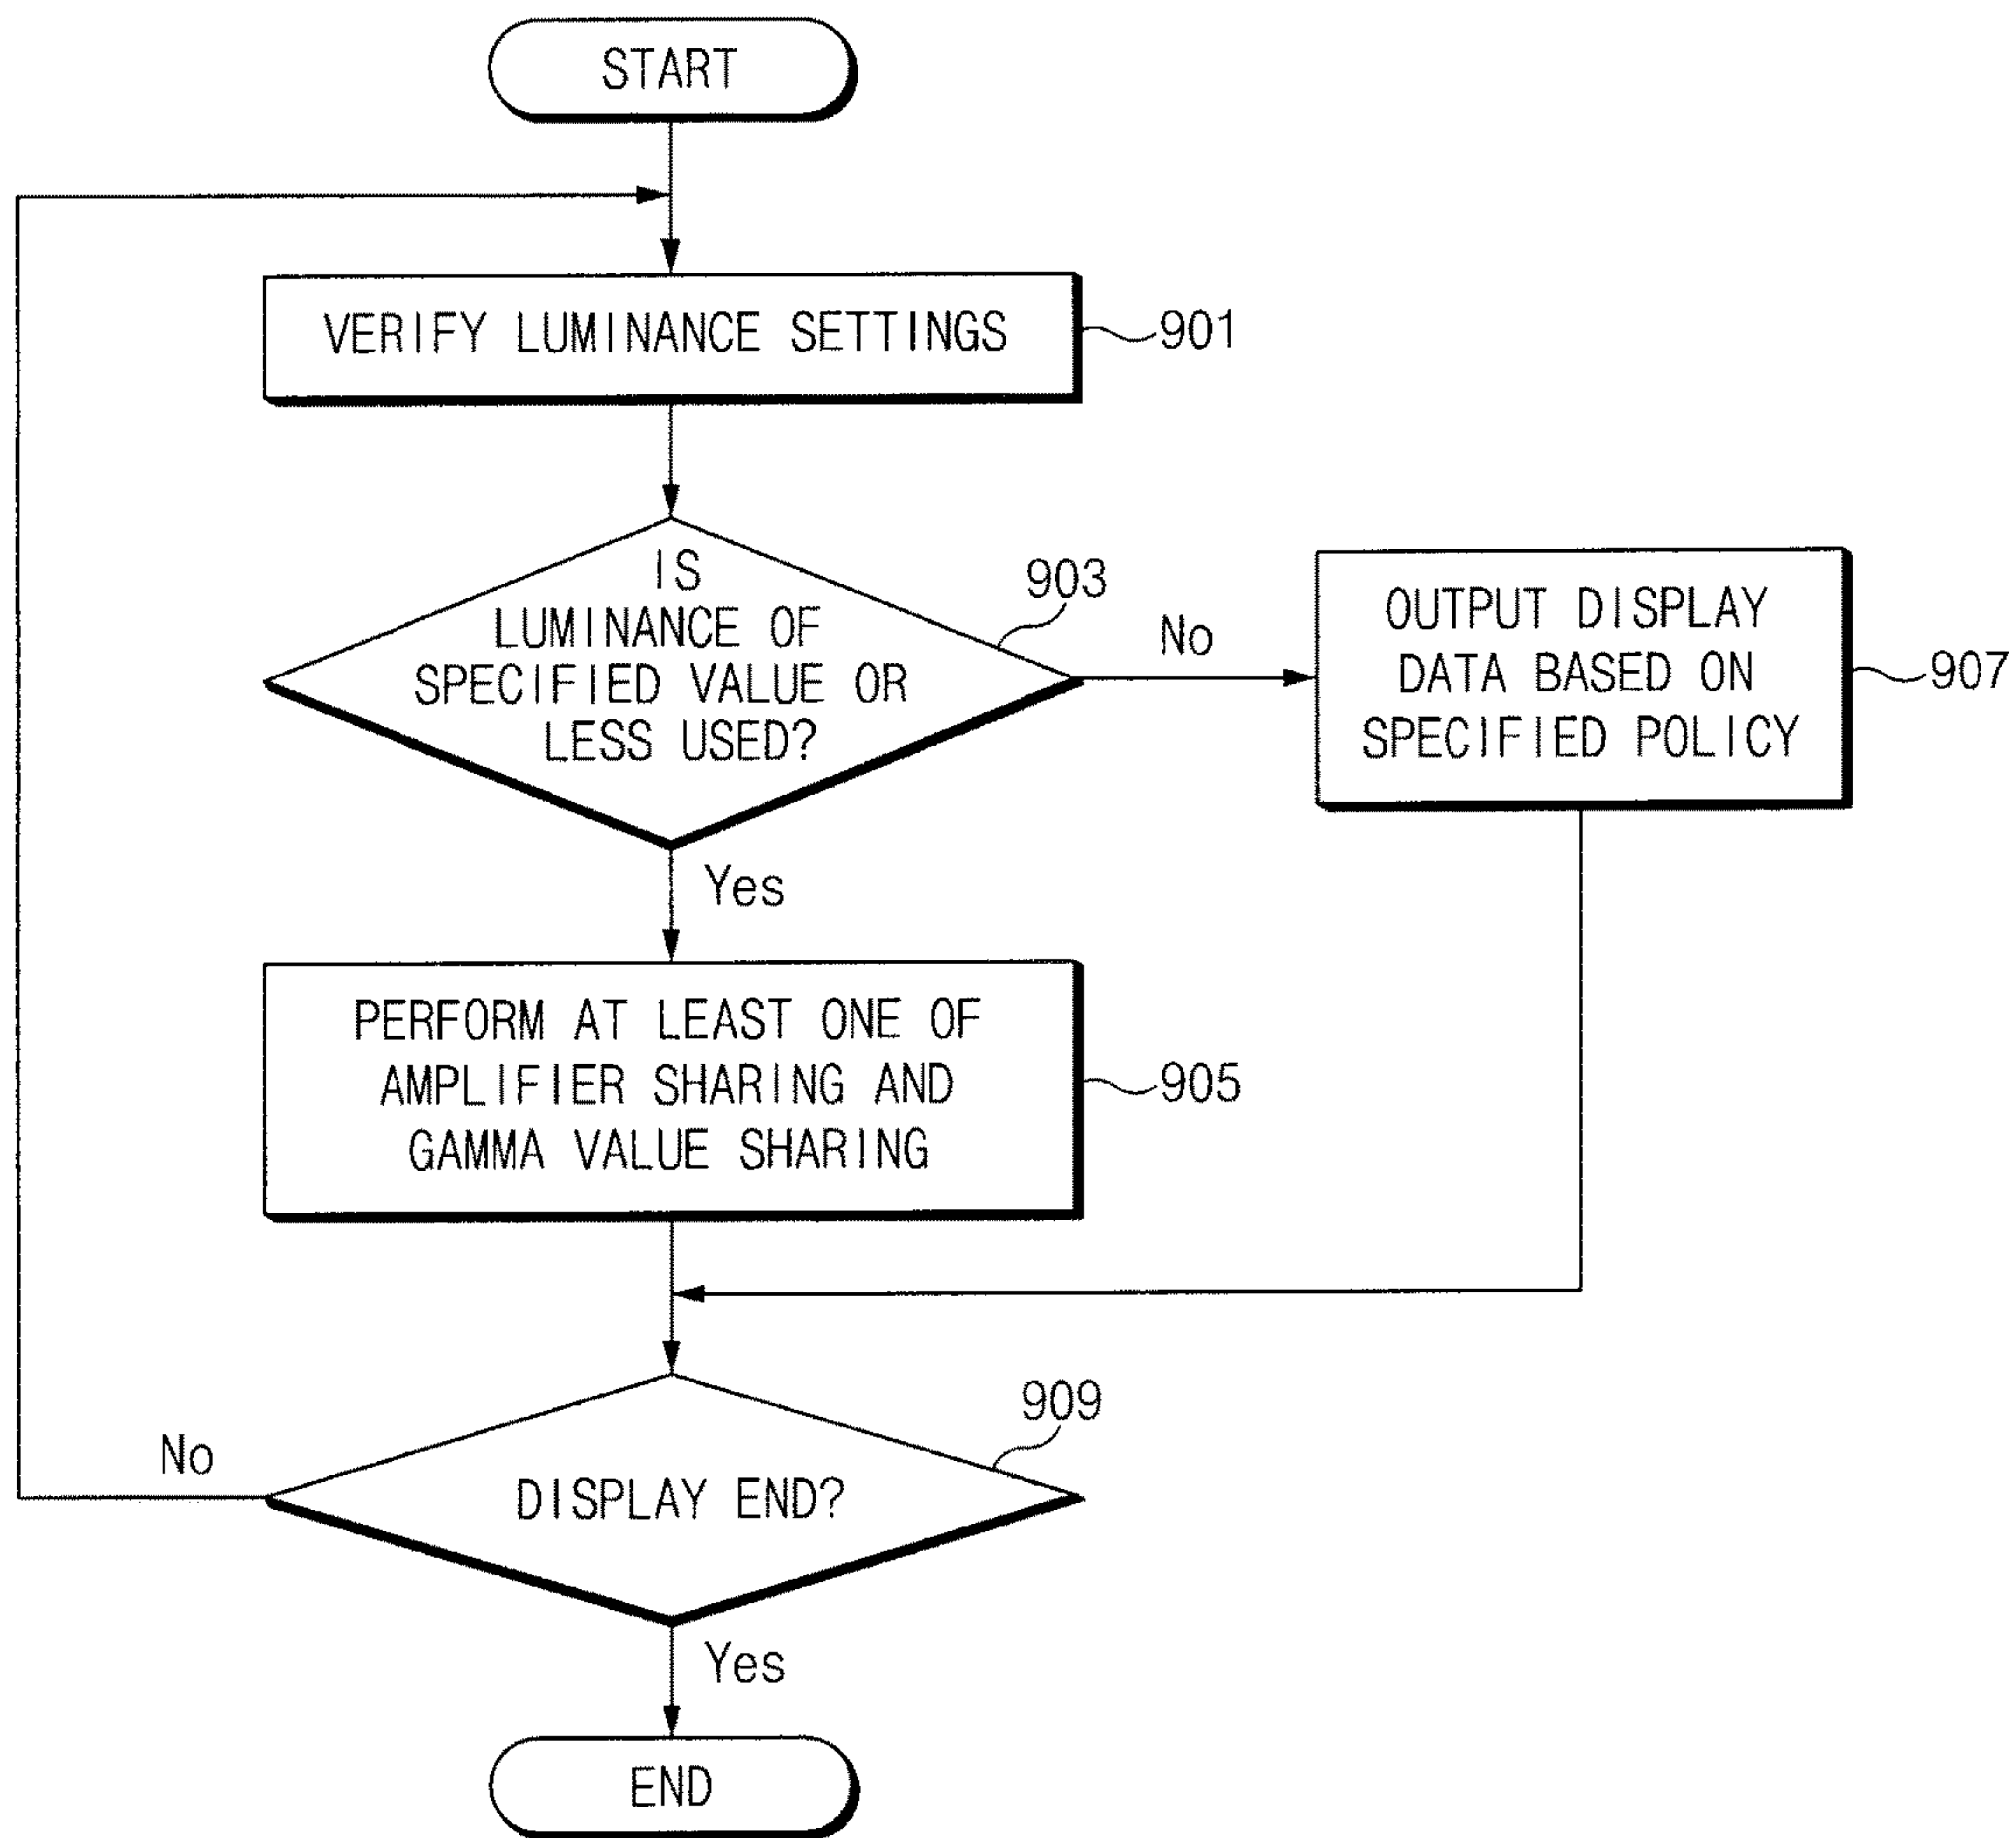 START
VERIFY LUMINANCE SETTINGS
901
IS
LUMINANCE OF
SPECIFIED VALUE OR
LESS USED?
903
No
OUTPUT DISPLAY
DATA BASED ON
SPECIFIED POLICY
907
Yes
PERFORM AT LEAST ONE OF
AMPLIFIER SHARING AND
GAMMA VALUE SHARING
905
DISPLAY END?
909
No
Yes
END